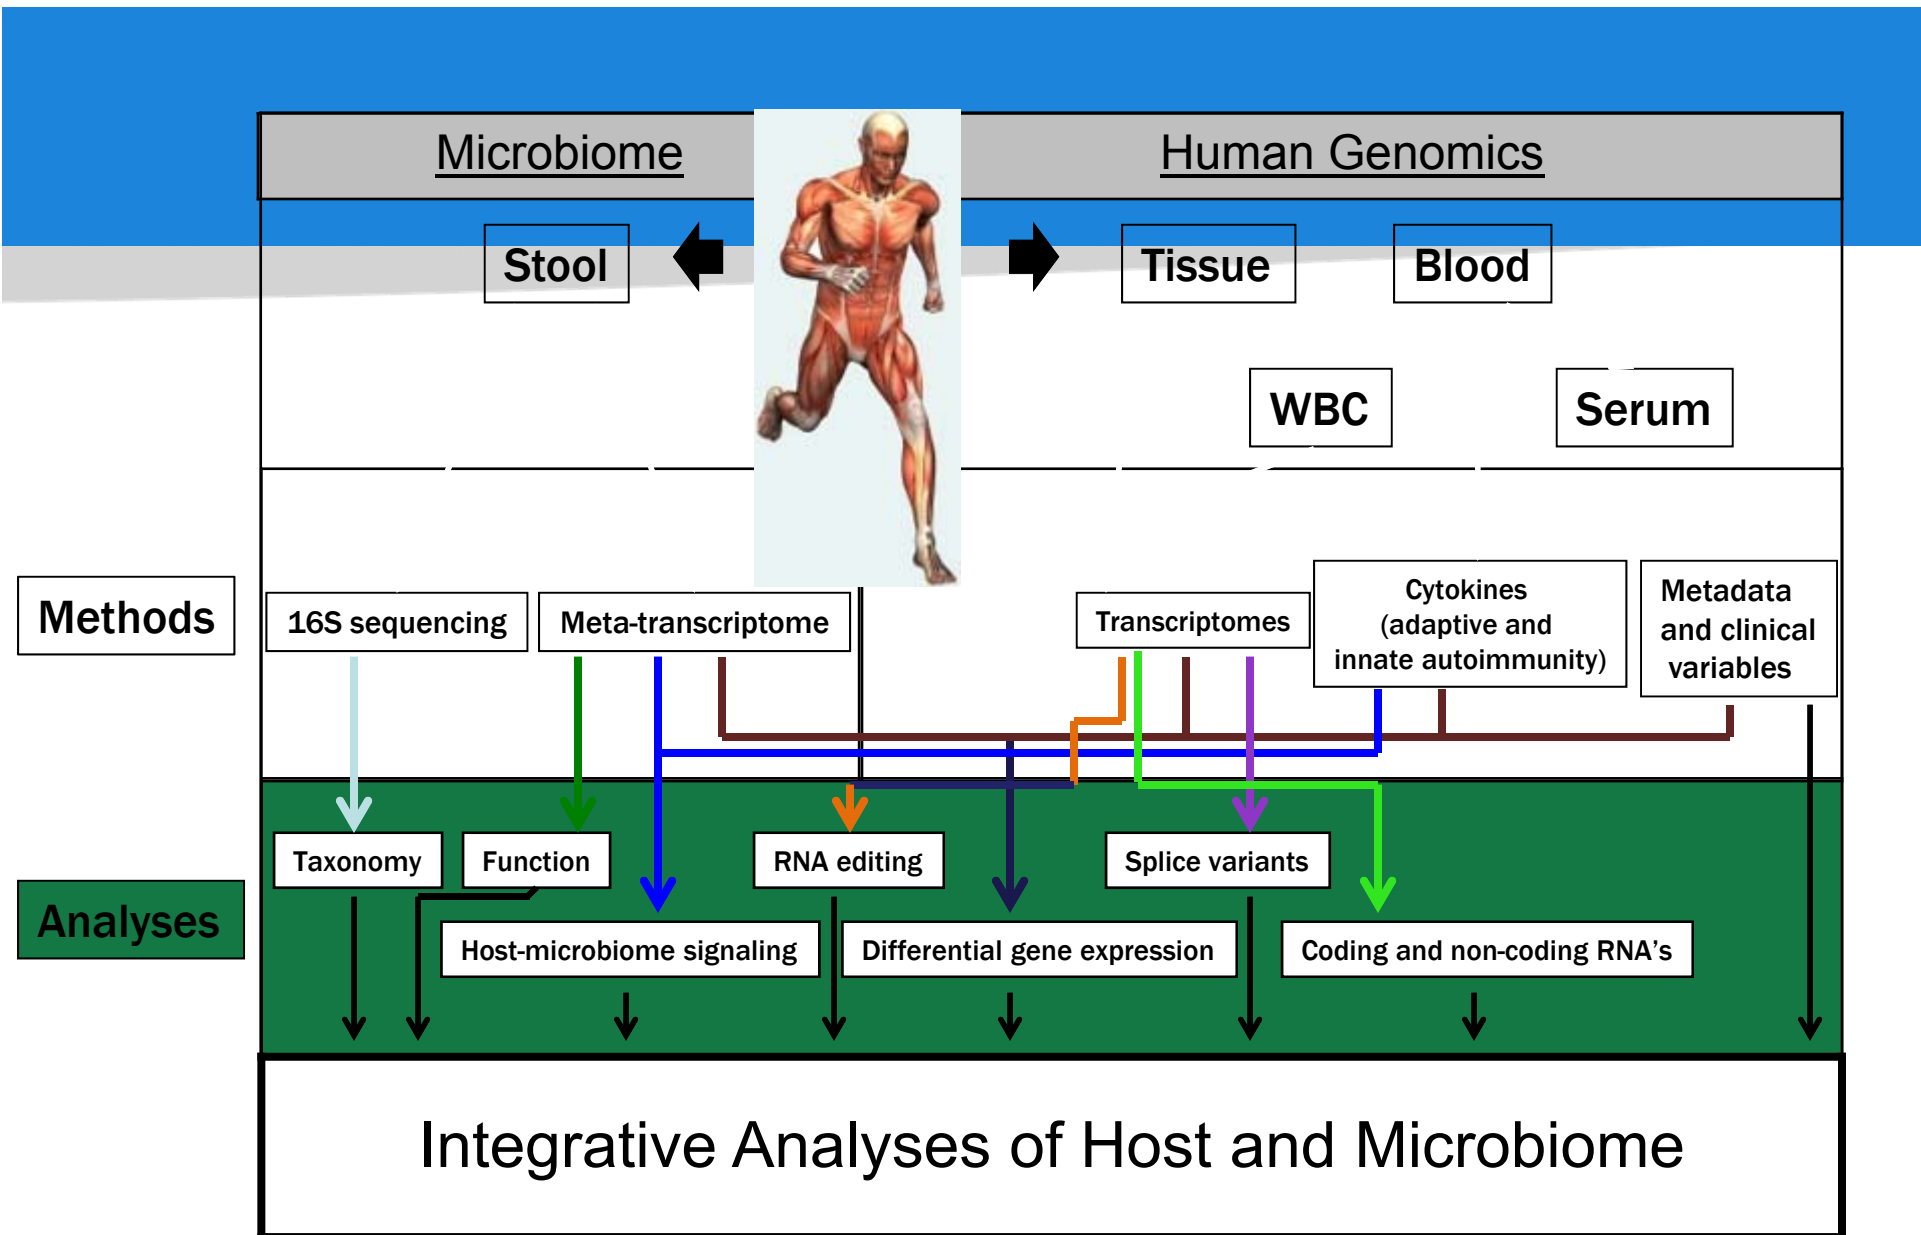 Microbiome
Human Genomics
Stool
Tissue
Blood
WBC
Serum
Methods
16S sequencing
Meta-transcriptome
Transcriptomes
Cytokines
(adaptive and
innate autoimmunity)
Metadata
and clinical
variables
Analyses
Taxonomy
Function
RNA editing
Splice variants
Host-microbiome signaling
Differential gene expression
Coding and non-coding RNA’s
Integrative Analyses of Host and Microbiome